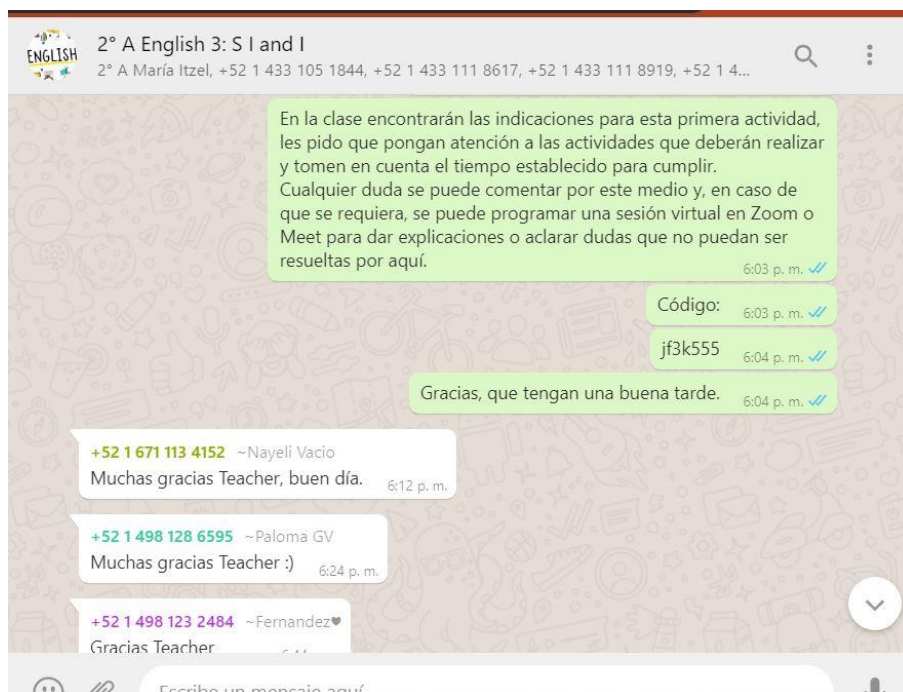 ENGLISH
2° A English 3: S I and I
2° A María Itzel, +52 1 433 105 1844, +52 1 433 111 8617, +52 1 433 111 8919, +52 1 4...
En la clase encontrarán las indicaciones para esta primera actividad,
les pido que pongan atención a las actividades que deberán realizar
y tomen en cuenta el tiempo establecido para cumplir.
Cualquier duda se puede comentar por este medio y, en caso de
que se requiera, se puede programar una sesión virtual en Zoom o
Meet para dar explicaciones o aclarar dudas que no puedan ser
resueltas por aquí.
6:03 p. m.
Código:
6:03 p. m.
jf3k555
6:04 p. m.
Gracias, que tengan una buena tarde.
6:04 p. m.
+52 1 671 113 4152 ~Nayeli Vacio
Muchas gracias Teacher, buen día.
6:12 p. m.
+52 1 498 128 6595 ~Paloma GV
Muchas gracias Teacher :)
6:24 p. m.
+52 1 498 123 2484 ~Fernandez♥
Gracias Teacher
Escribe un mensaje aquí